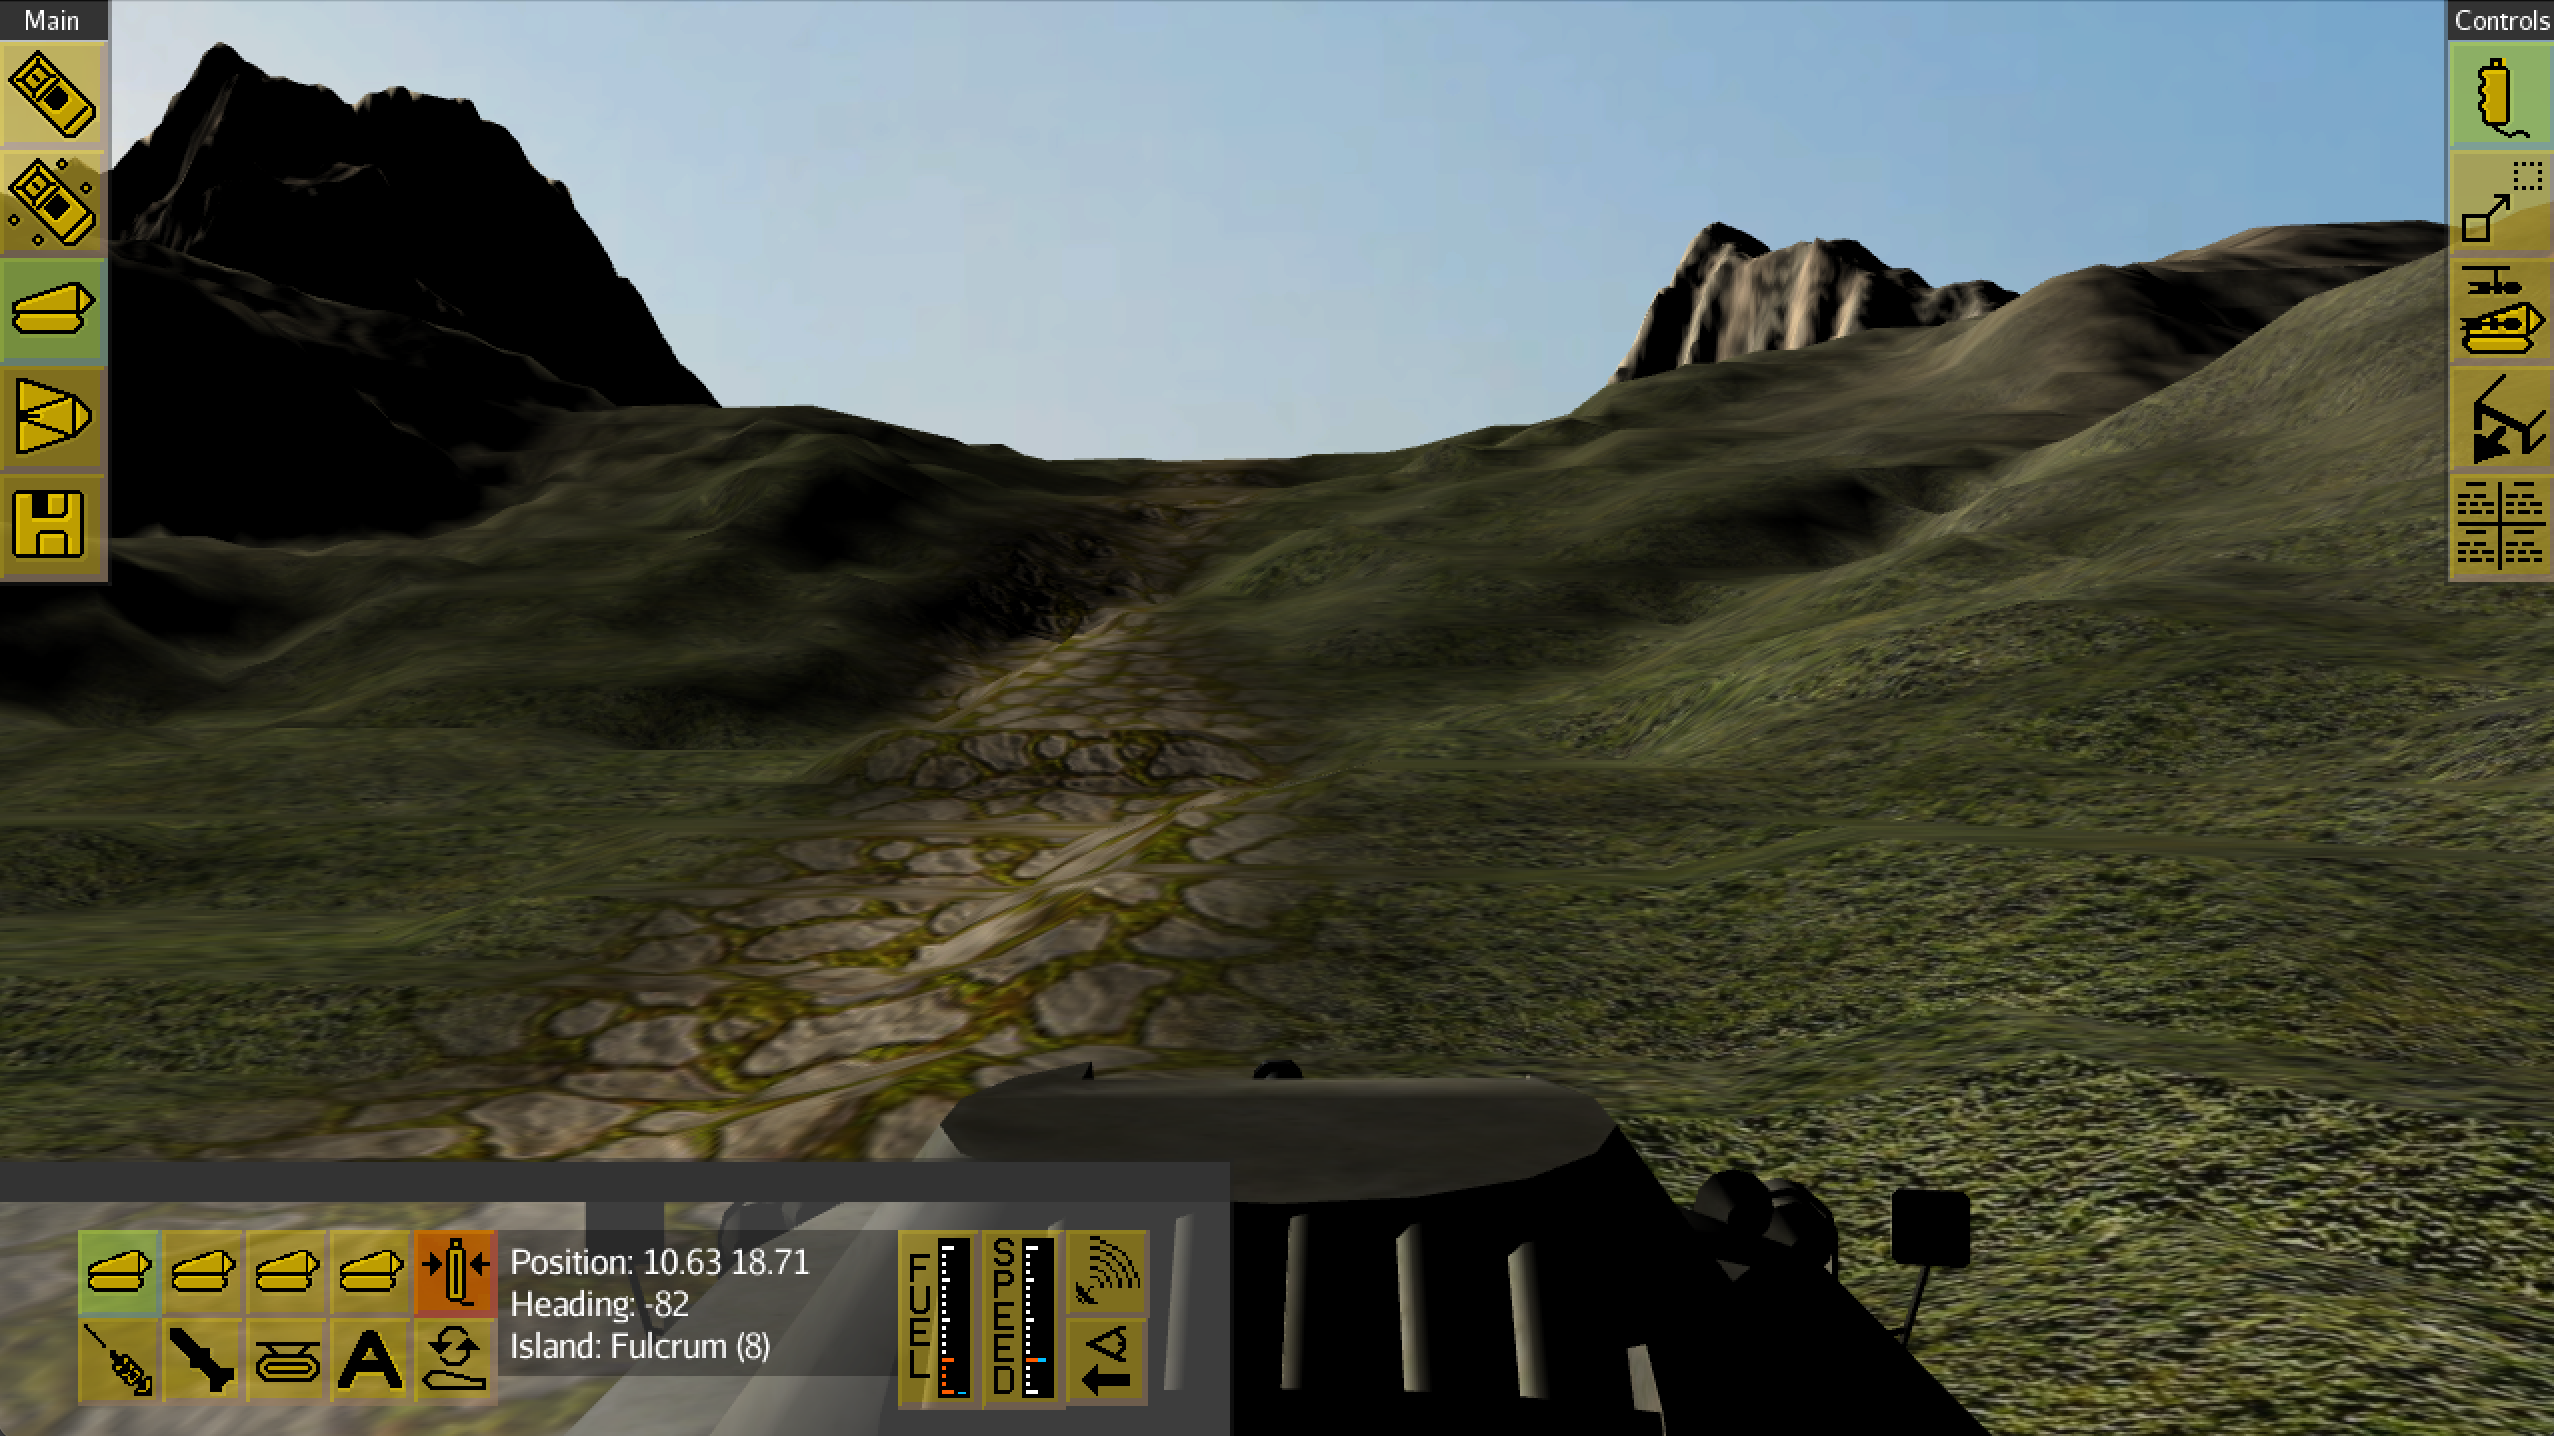 Main
Controls
Position: 10.63 18.71
Heading: -82
Island: Fulcrum (8)
FUEL
SPEED
A